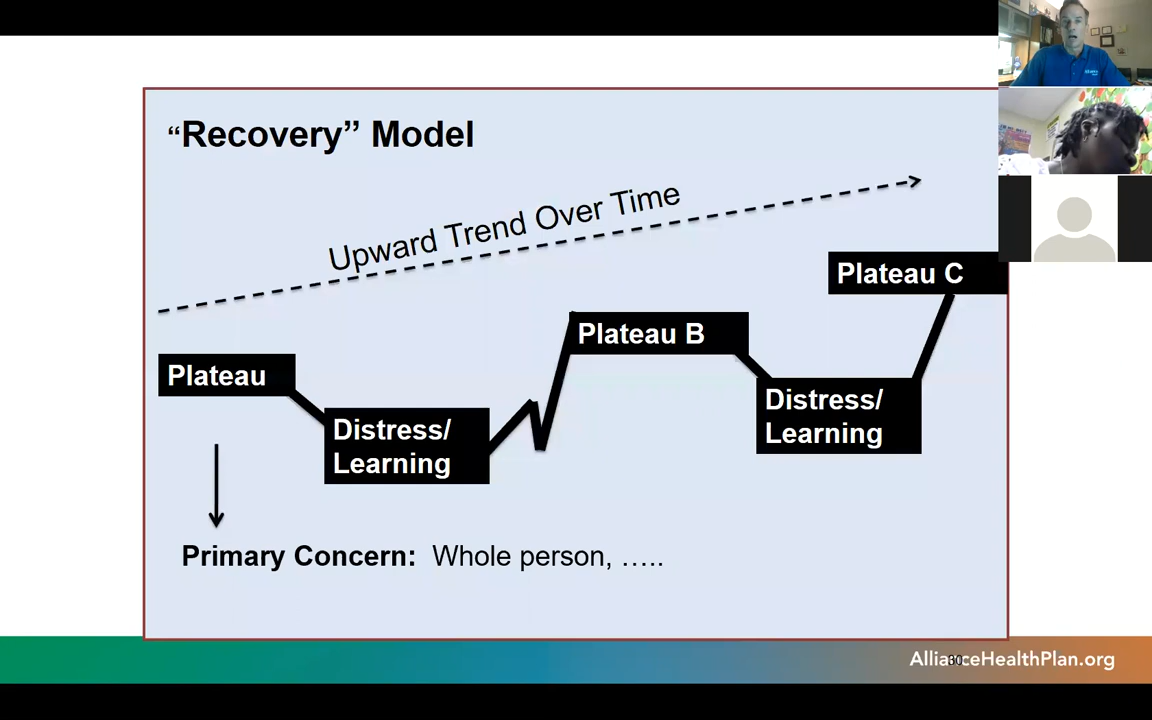 “Recovery” Model
Upward Trend Over Time
Plateau C
Plateau B
Plateau
Distress/
Learning
Distress/
Learning
Primary Concern: Whole person, …..
AllianceHealthPlan.org
30